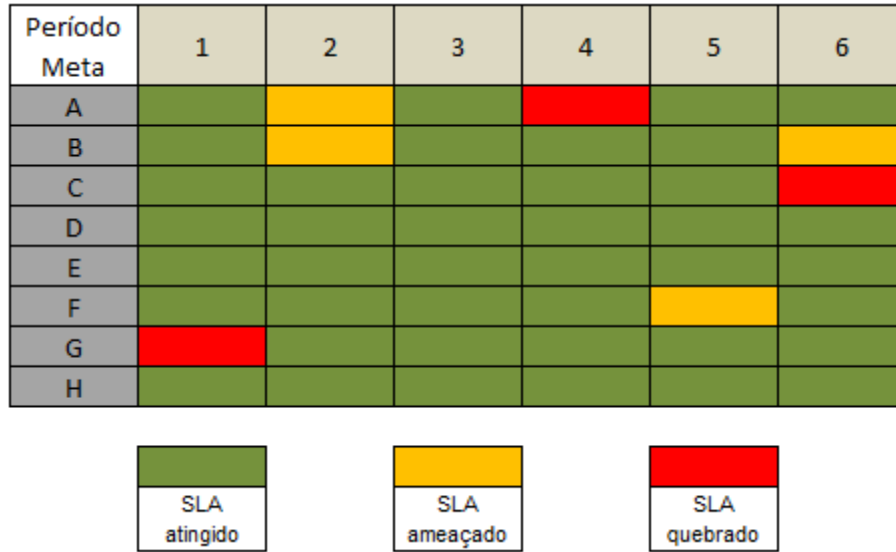 Período
Meta
1 2 3 4 5 6
A
B
C
D
E
F
G
H
SLA
atingido
SLA
ameaçado
SLA
quebrado